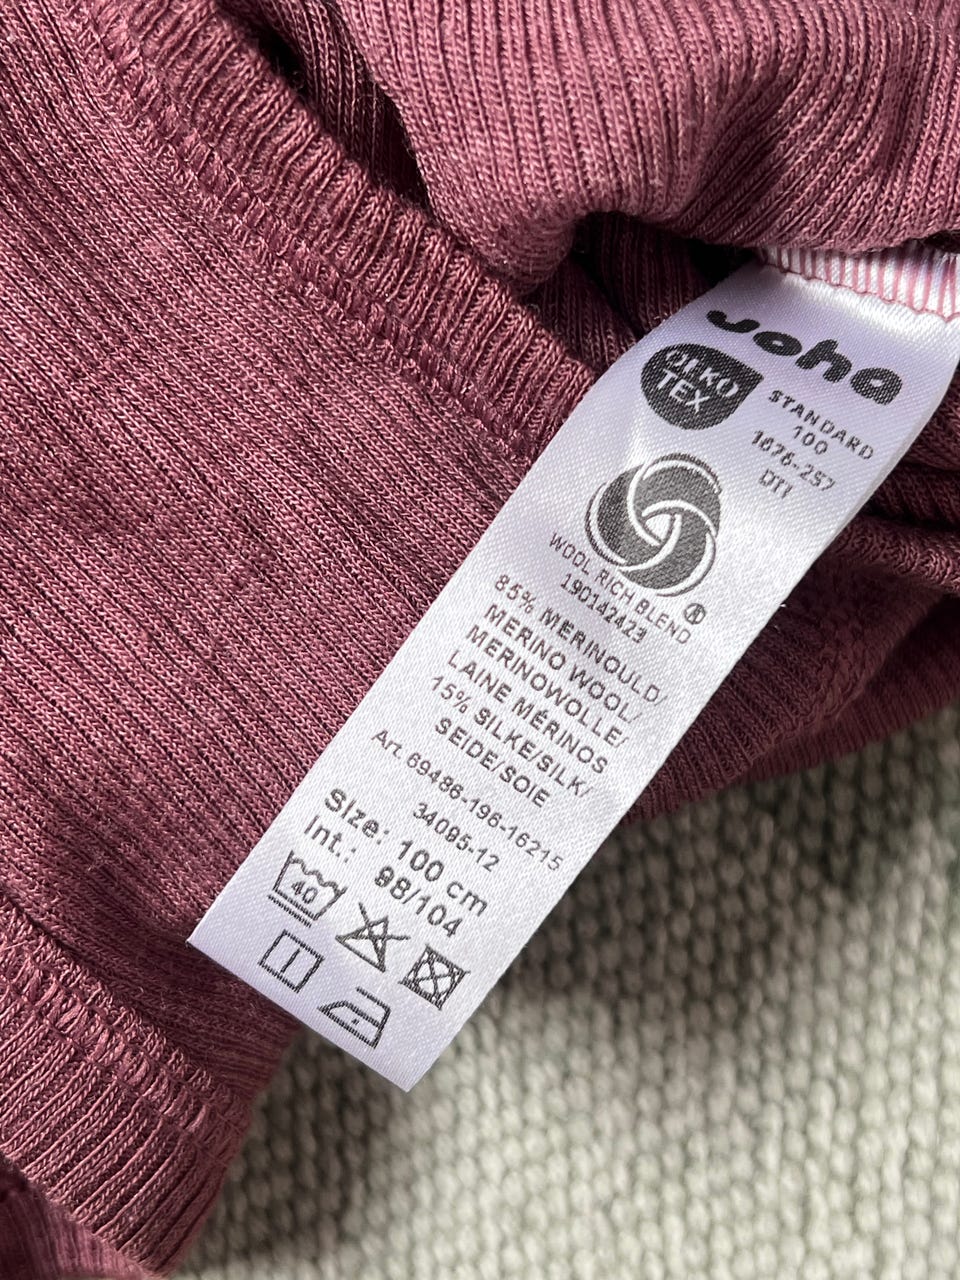 Joha
OEKO
TEX
STANDARD
100
1676-257
DTI
WOOL RICH BLEND
190142423
85% MERINOULD/
MERINO WOOL/
MERINOWOLLE/
LAINE MÉRINOS
15% SILKE/SILK/
SEIDE/SOIE
Art. 69486-196-16215
34095-12
Size: 100 cm
Int.: 98/104
40